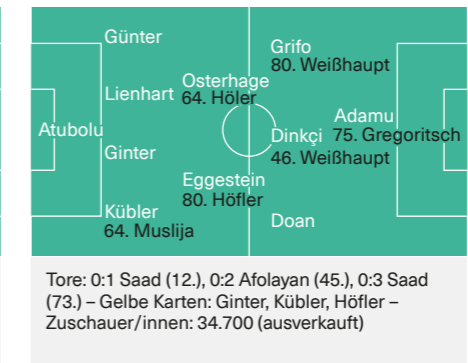 Günter
Grifo
80. Weißhaupt
Osterhage
64. Höler
Lienhart
Adamu
75. Gregoritsch
Atubolu
Dinkçi
46. Weißhaupt
Ginter
Eggestein
80. Höfler
Kübler
64. Muslija
Doan
Tore: 0:1 Saad (12.), 0:2 Afolayan (45.), 0:3 Saad
(73.) – Gelbe Karten: Ginter, Kübler, Höfler –
Zuschauer/innen: 34.700 (ausverkauft)